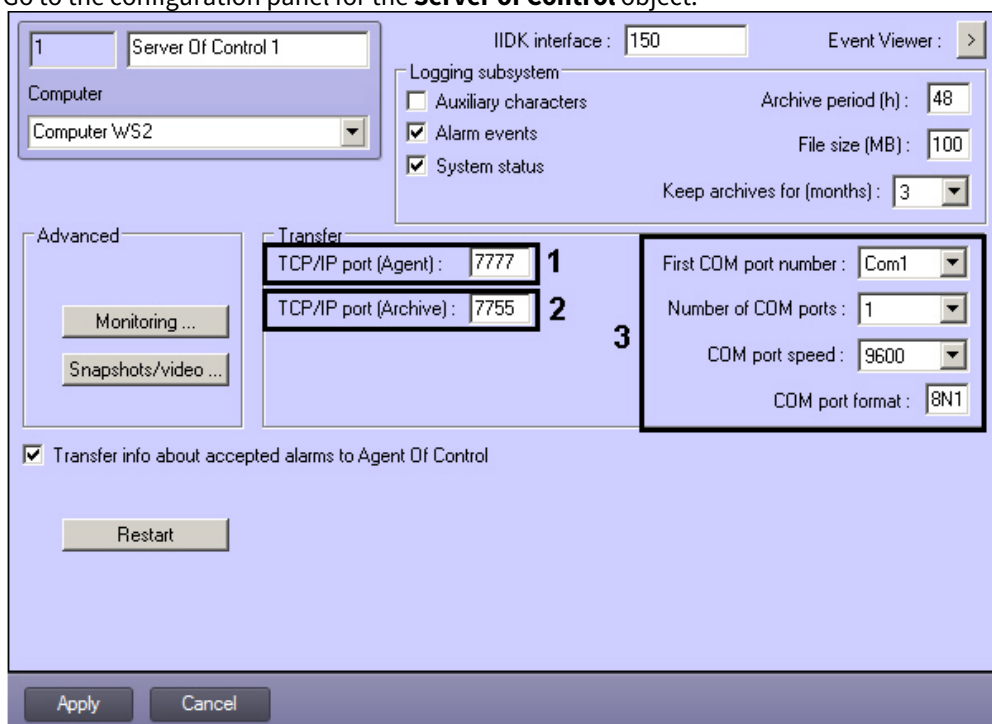 Go to the configuration panel for the Server of Control object.
1 Server Of Control 1
IIDK interface : 150 Event Viewer : >
Computer
Computer WS2
Logging subsystem
Auxiliary characters
Alarm events
System status
Archive period (h) : 48
File size (MB) : 100
Keep archives for (months) : 3
Advanced
Monitoring ...
Snapshots/video ...
Transfer
TCP/IP port (Agent) : 7777 1
TCP/IP port (Archive) : 7755 2
3
First COM port number : Com1
Number of COM ports : 1
COM port speed : 9600
COM port format : 8N1
Transfer info about accepted alarms to Agent Of Control
Restart
Apply Cancel